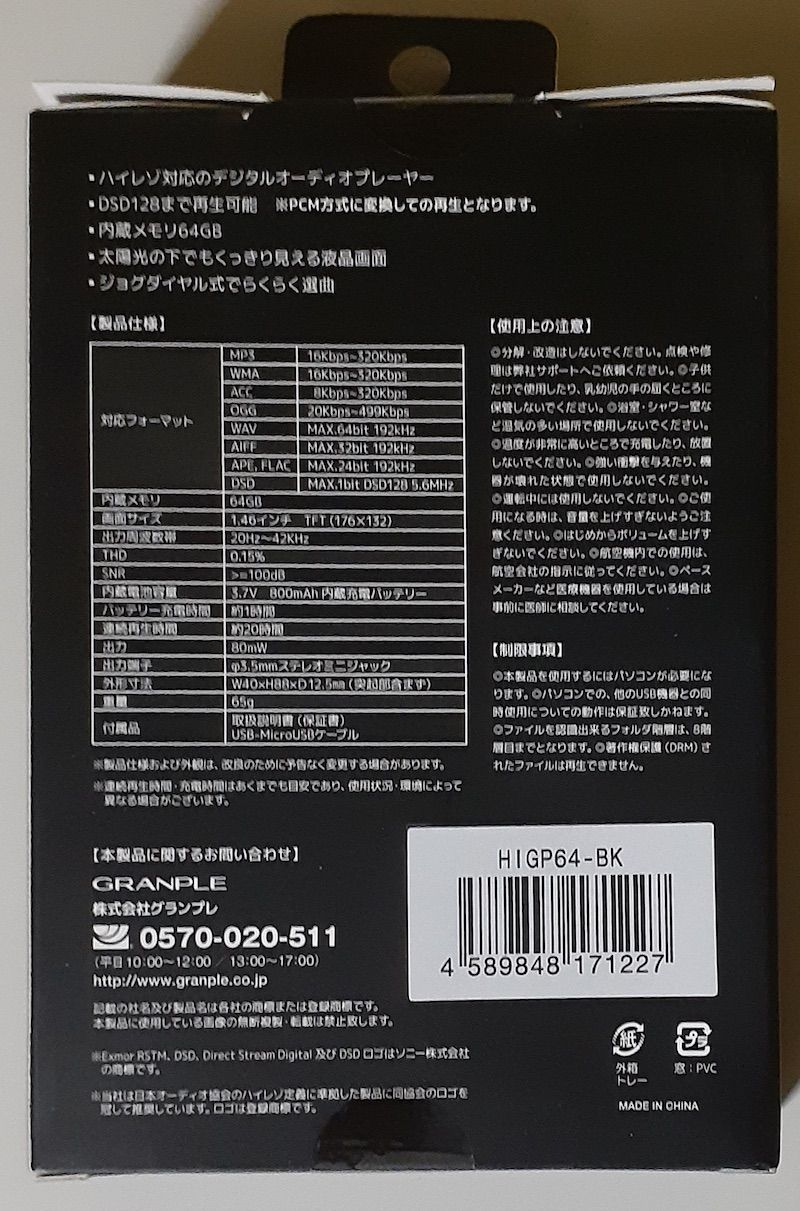 ・ハイレゾ対応のデジタルオーディオプレーヤー
・DSD128まで再生可能　※PCM方式に変換しての再生となります。
・内蔵メモリ64GB
・太陽光の下でもくっきり見える液晶画面
・ジョグダイヤル式でらくらく選曲
【製品仕様】
対応フォーマット
MP3 16Kbps~320Kbps
WMA 16Kbps~320Kbps
ACC 8Kbps~320Kbps
OGG 20Kbps~499Kbps
WAV MAX.64bit 192kHz
AIFF MAX.32bit 192kHz
APE, FLAC MAX.24bit 192kHz
DSD MAX.1bit DSD128 5.6MHz
内蔵メモリ 64GB
画面サイズ 1.46インチ　TFT(176×132)
出力周波数帯 20Hz～42KHz
THD 0.15%
SNR >=100dB
内蔵電池容量 3.7V　800mAh 内蔵充電バッテリー
バッテリー充電時間 約1時間
連続再生時間 約20時間
出力 80mW
出力端子 φ3.5mmステレオミニジャック
外形寸法 W40×H88×D12.5㎜(突起部含まず)
重量 65g
付属品 取扱説明書(保証書)
USB-MicroUSBケーブル
※製品仕様および外観は、改良のために予告なく変更する場合があります。
※連続再生時間・充電時間はあくまでも目安であり、使用状況・環境によって
異なる場合がございます。
【使用上の注意】
◎分解・改造はしないでください。点検や修
理は弊社サポートへご依頼ください。◎子供
だけで使用したり、乳幼児の手の届くところに
保管しないでください。◎浴室・シャワー室な
ど湿気の多い場所で使用しないでください。
◎温度が非常に高いところで充電したり、放置
しないでください。◎強い衝撃を与えたり、機
器が壊れた状態で使用しないでください。
◎運転中には使用しないでください。◎ご使
用になる時は、音量を上げすぎないようご注
意ください。◎はじめからボリュームを上げす
ぎないでください。◎航空機内での使用は、
航空会社の指示に従ってください。◎ペース
メーカーなど医療機器を使用している場合は
事前に医師に相談してください。
【制限事項】
◎本製品を使用するにはパソコンが必要にな
ります。◎パソコンでの、他のUSB機器との同
時使用についての動作は保証致しかねます。
◎ファイルを認識出来るフォルダ階層は、8階
層目までとなります。◎著作権保護(DRM)さ
れたファイルは再生できません。
【本製品に関するお問い合わせ】
GRANPLE
株式会社グランプレ
0570-020-511
(平日10:00～12:00／13:00～17:00)
http://www.granple.co.jp
記載の社名及び製品名は各社の商標または登録商標です。
本製品に使用している画像の無断複製・転載は禁止致します。
※Exmor RSTM、DSD、Direct Stream Digital 及び DSD ロゴはソニー株式会社
の商標です。
※当社は日本オーディオ協会のハイレゾ定義に準拠した製品に同協会のロゴを
冠して推奨しています。ロゴは登録商標です。
HIGP64-BK
4 589848 171227
紙
外箱
トレー
プラ
窓：PVC
MADE IN CHINA